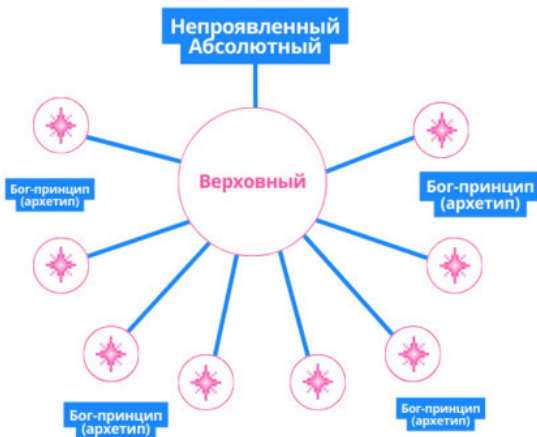 Непроявленный
Абсолютный
Верховный
Бог-принцип
(архетип)
Бог-принцип
(архетип)
Бог-принцип
(архетип)
Бог-принцип
(архетип)